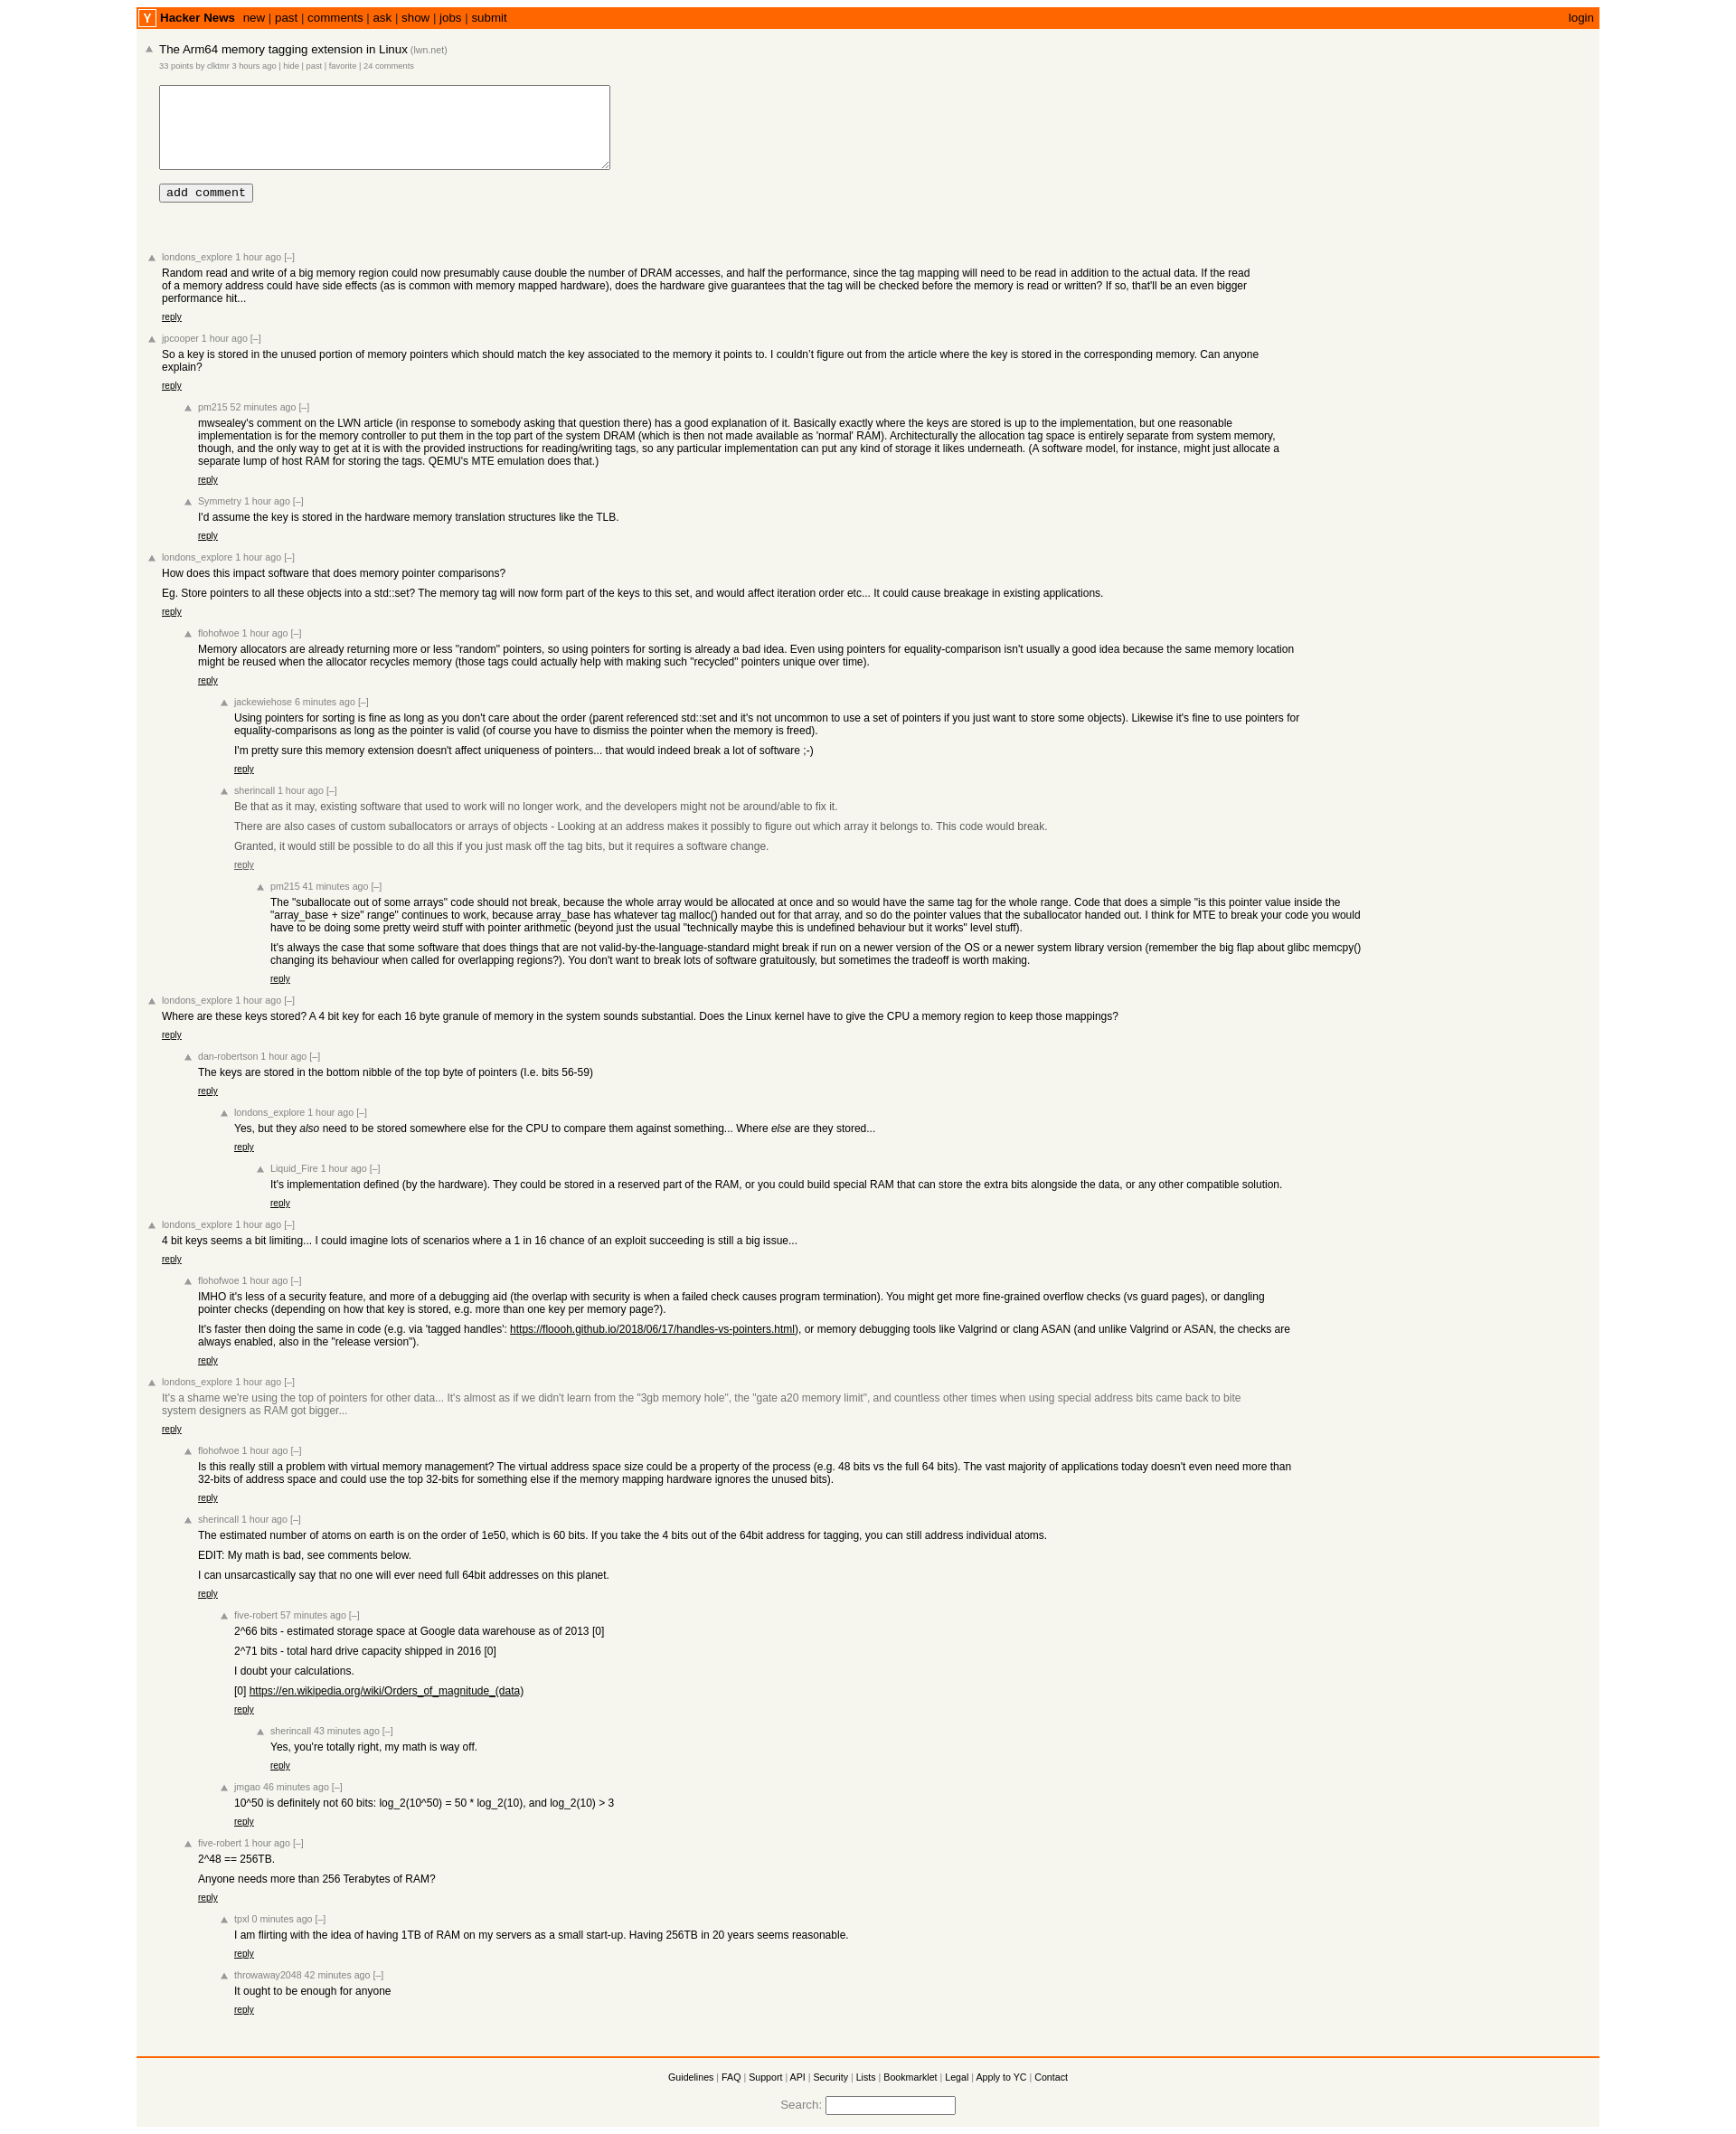 Y Hacker News new | past | comments | ask | show | jobs | submit login
The Arm64 memory tagging extension in Linux (lwn.net)
33 points by clktmr 3 hours ago | hide | past | favorite | 24 comments
add comment
londons_explore 1 hour ago [–]
Random read and write of a big memory region could now presumably cause double the number of DRAM accesses, and half the performance, since the tag mapping will need to be read in addition to the actual data. If the read
of a memory address could have side effects (as is common with memory mapped hardware), does the hardware give guarantees that the tag will be checked before the memory is read or written? If so, that'll be an even bigger
performance hit...
reply
jpcooper 1 hour ago [–]
So a key is stored in the unused portion of memory pointers which should match the key associated to the memory it points to. I couldn't figure out from the article where the key is stored in the corresponding memory. Can anyone
explain?
reply
pm215 52 minutes ago [–]
mwsealey's comment on the LWN article (in response to somebody asking that question there) has a good explanation of it. Basically exactly where the keys are stored is up to the implementation, but one reasonable
implementation is for the memory controller to put them in the top part of the system DRAM (which is then not made available as 'normal' RAM). Architecturally the allocation tag space is entirely separate from system memory,
though, and the only way to get at it is with the provided instructions for reading/writing tags, so any particular implementation can put any kind of storage it likes underneath. (A software model, for instance, might just allocate a
separate lump of host RAM for storing the tags. QEMU's MTE emulation does that.)
reply
Symmetry 1 hour ago [–]
I'd assume the key is stored in the hardware memory translation structures like the TLB.
reply
londons_explore 1 hour ago [–]
How does this impact software that does memory pointer comparisons?
Eg. Store pointers to all these objects into a std::set? The memory tag will now form part of the keys to this set, and would affect iteration order etc... It could cause breakage in existing applications.
reply
flohofwoe 1 hour ago [–]
Memory allocators are already returning more or less "random" pointers, so using pointers for sorting is already a bad idea. Even using pointers for equality-comparison isn't usually a good idea because the same memory location
might be reused when the allocator recycles memory (those tags could actually help with making such "recycled" pointers unique over time).
reply
jackewiehose 6 minutes ago [–]
Using pointers for sorting is fine as long as you don't care about the order (parent referenced std::set and it's not uncommon to use a set of pointers if you just want to store some objects). Likewise it's fine to use pointers for
equality-comparisons as long as the pointer is valid (of course you have to dismiss the pointer when the memory is freed).
I'm pretty sure this memory extension doesn't affect uniqueness of pointers... that would indeed break a lot of software ;-)
reply
sherincall 1 hour ago [–]
Be that as it may, existing software that used to work will no longer work, and the developers might not be around/able to fix it.
There are also cases of custom suballocators or arrays of objects - Looking at an address makes it possibly to figure out which array it belongs to. This code would break.
Granted, it would still be possible to do all this if you just mask off the tag bits, but it requires a software change.
reply
pm215 41 minutes ago [–]
The "suballocate out of some arrays" code should not break, because the whole array would be allocated at once and so would have the same tag for the whole range. Code that does a simple "is this pointer value inside the
"array_base + size" range" continues to work, because array_base has whatever tag malloc() handed out for that array, and so do the pointer values that the suballocator handed out. I think for MTE to break your code you would
have to be doing some pretty weird stuff with pointer arithmetic (beyond just the usual "technically maybe this is undefined behaviour but it works" level stuff).
It's always the case that some software that does things that are not valid-by-the-language-standard might break if run on a newer version of the OS or a newer system library version (remember the big flap about glibc memcpy()
changing its behaviour when called for overlapping regions?). You don't want to break lots of software gratuitously, but sometimes the tradeoff is worth making.
reply
londons_explore 1 hour ago [–]
Where are these keys stored? A 4 bit key for each 16 byte granule of memory in the system sounds substantial. Does the Linux kernel have to give the CPU a memory region to keep those mappings?
reply
dan-robertson 1 hour ago [–]
The keys are stored in the bottom nibble of the top byte of pointers (I.e. bits 56-59)
reply
londons_explore 1 hour ago [–]
Yes, but they also need to be stored somewhere else for the CPU to compare them against something... Where else are they stored...
reply
Liquid_Fire 1 hour ago [–]
It's implementation defined (by the hardware). They could be stored in a reserved part of the RAM, or you could build special RAM that can store the extra bits alongside the data, or any other compatible solution.
reply
londons_explore 1 hour ago [–]
4 bit keys seems a bit limiting... I could imagine lots of scenarios where a 1 in 16 chance of an exploit succeeding is still a big issue...
reply
flohofwoe 1 hour ago [–]
IMHO it's less of a security feature, and more of a debugging aid (the overlap with security is when a failed check causes program termination). You might get more fine-grained overflow checks (vs guard pages), or dangling
pointer checks (depending on how that key is stored, e.g. more than one key per memory page?).
It's faster then doing the same in code (e.g. via 'tagged handles': https://floooh.github.io/2018/06/17/handles-vs-pointers.html), or memory debugging tools like Valgrind or clang ASAN (and unlike Valgrind or ASAN, the checks are
always enabled, also in the "release version").
reply
londons_explore 1 hour ago [–]
It's a shame we're using the top of pointers for other data... It's almost as if we didn't learn from the "3gb memory hole", the "gate a20 memory limit", and countless other times when using special address bits came back to bite
system designers as RAM got bigger...
reply
flohofwoe 1 hour ago [–]
Is this really still a problem with virtual memory management? The virtual address space size could be a property of the process (e.g. 48 bits vs the full 64 bits). The vast majority of applications today doesn't even need more than
32-bits of address space and could use the top 32-bits for something else if the memory mapping hardware ignores the unused bits).
reply
sherincall 1 hour ago [–]
The estimated number of atoms on earth is on the order of 1e50, which is 60 bits. If you take the 4 bits out of the 64bit address for tagging, you can still address individual atoms.
EDIT: My math is bad, see comments below.
I can unsarcastically say that no one will ever need full 64bit addresses on this planet.
reply
five-robert 57 minutes ago [–]
2^66 bits - estimated storage space at Google data warehouse as of 2013 [0]
2^71 bits - total hard drive capacity shipped in 2016 [0]
I doubt your calculations.
[0] https://en.wikipedia.org/wiki/Orders_of_magnitude_(data)
reply
sherincall 43 minutes ago [–]
Yes, you're totally right, my math is way off.
reply
jmgao 46 minutes ago [–]
10^50 is definitely not 60 bits: log_2(10^50) = 50 * log_2(10), and log_2(10) > 3
reply
five-robert 1 hour ago [–]
2^48 == 256TB.
Anyone needs more than 256 Terabytes of RAM?
reply
tpxl 0 minutes ago [–]
I am flirting with the idea of having 1TB of RAM on my servers as a small start-up. Having 256TB in 20 years seems reasonable.
reply
throwaway2048 42 minutes ago [–]
It ought to be enough for anyone
reply
Guidelines | FAQ | Support | API | Security | Lists | Bookmarklet | Legal | Apply to YC | Contact
Search: